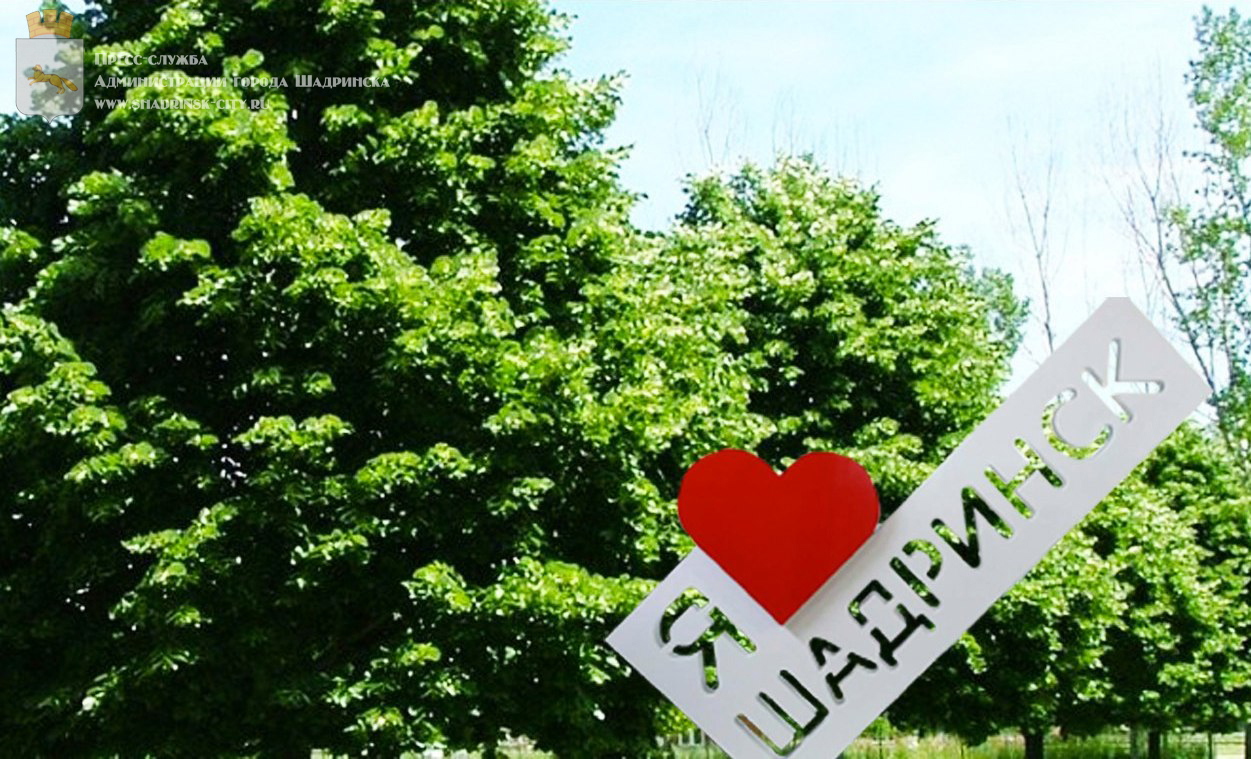 Пресс-служба
Администрации города Шадринска
www.shadrinsk-city.ru
Я
ШАДРИНСК